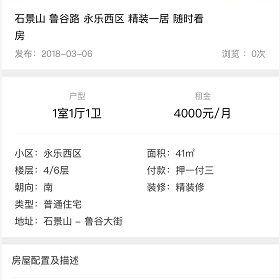 石景山 鲁谷路 永乐西区 精装一居 随时看
房
发布：2018-03-06 浏览：0次
户型 租金
1室1厅1卫 4000元/月
小区：永乐西区 面积：41㎡
楼层：4/6层 付款：押一付三
朝向：南 装修：精装修
类型：普通住宅
地址：石景山 - 鲁谷大街
房屋配置及描述